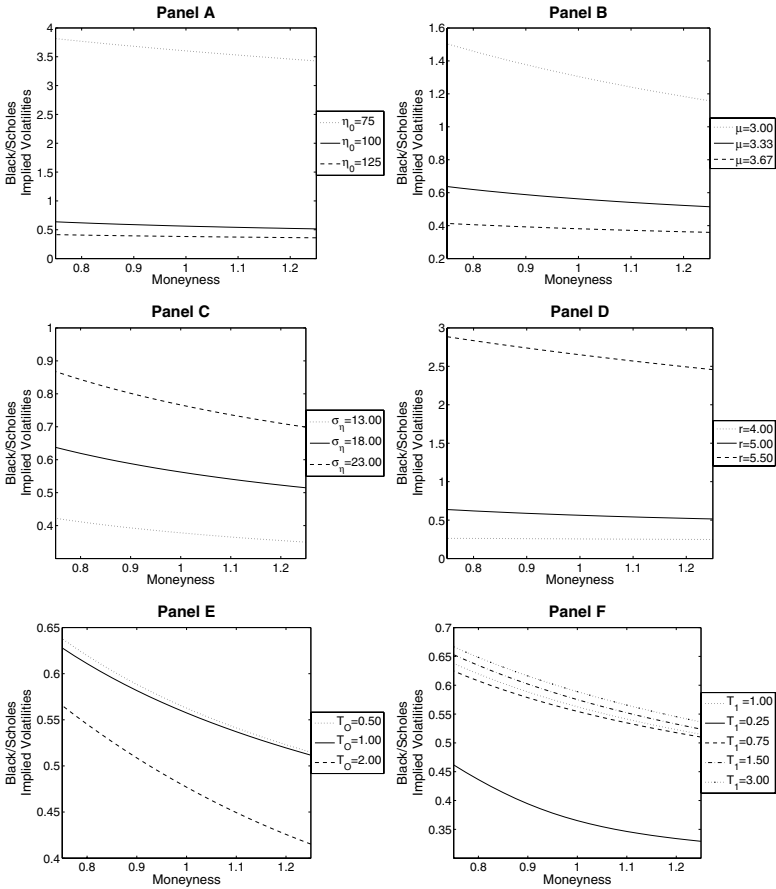 Panel A
4
3.5
3
2.5
2
1.5
1
0.5
0
0.8 0.9 1 1.1 1.2
Moneyness
Black/Scholes
Implied Volatilities
η0=75
η0=100
η0=125
Panel B
1.6
1.4
1.2
1
0.8
0.6
0.4
0.2
0.8 0.9 1 1.1 1.2
Moneyness
Black/Scholes
Implied Volatilities
μ=3.00
μ=3.33
μ=3.67
Panel C
1
0.9
0.8
0.7
0.6
0.5
0.4
0.8 0.9 1 1.1 1.2
Moneyness
Black/Scholes
Implied Volatilities
ση=13.00
ση=18.00
ση=23.00
Panel D
3
2.5
2
1.5
1
0.5
0
0.8 0.9 1 1.1 1.2
Moneyness
Black/Scholes
Implied Volatilities
r=4.00
r=5.00
r=5.50
Panel E
0.65
0.6
0.55
0.5
0.45
0.4
0.8 0.9 1 1.1 1.2
Moneyness
Black/Scholes
Implied Volatilities
TO=0.50
TO=1.00
TO=2.00
Panel F
0.7
0.65
0.6
0.55
0.5
0.45
0.4
0.35
0.8 0.9 1 1.1 1.2
Moneyness
Black/Scholes
Implied Volatilities
T1=1.00
T1=0.25
T1=0.75
T1=1.50
T1=3.00